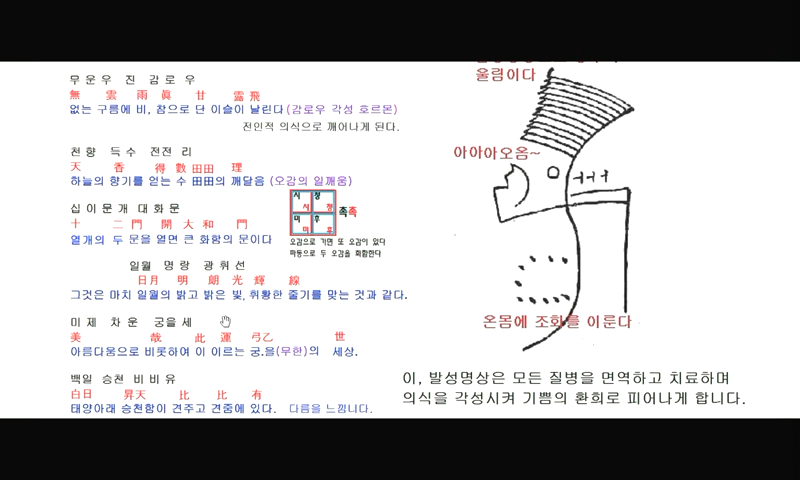 무운우 진 감로우
無 雲 雨 眞 甘 露 飛
없는 구름에 비, 참으로 단 이슬이 날린다 (감로우 각성 호르몬)
전인적 의식으로 깨어나게 된다.
천향 득수 전전 리
天 香 得 數 田田 理
하늘의 향기를 얻는 수 田田의 깨달음 (오감의 일깨움)
십이문개 대화문
十 二 門 開 大 和 門
열개의 두 문을 열면 큰 화합의 문이다
시 청
시 청
미 후
미 후
촉촉
오감으로 가면 또 오감이 있다
파동으로 두 오감을 회합한다
일월 명랑 광휘선
日月 明 朗 光 輝 線
그것은 마치 일월의 밝고 밝은 빛, 휘황한 줄기를 맞는 것과 같다.
미제 차운 궁을세
美 哉 此 運 弓乙 世
아름다움으로 비롯하여 이 이르는 궁.을(무한)의 세상.
백일 승천 비비유
白日 昇天 比 比 有
태양아래 승천함이 견주고 견줌에 있다. 다름을 느낍니다.
울림이다
아아아오옴~
온몸에 조화를 이룬다
이, 발성명상은 모든 질병을 면역하고 치료하며
의식을 각성시켜 기쁨의 환희로 피어나게 합니다.